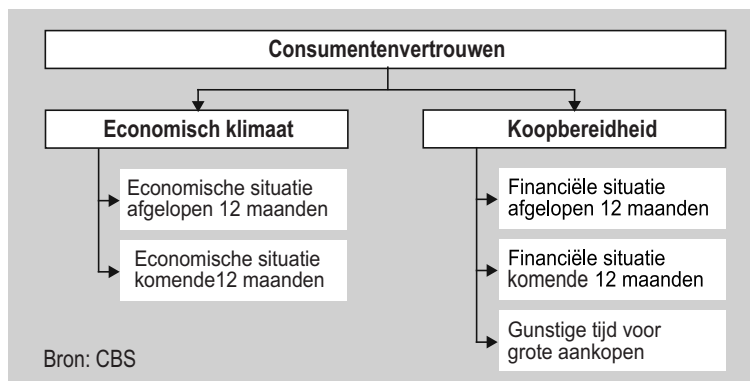 Consumentenvertrouwen
Economisch klimaat
Economische situatie
afgelopen 12 maanden
Economische situatie
komende12 maanden
Koopbereidheid
Financiële situatie
afgelopen 12 maanden
Financiële situatie
komende 12 maanden
Gunstige tijd voor
grote aankopen
Bron: CBS